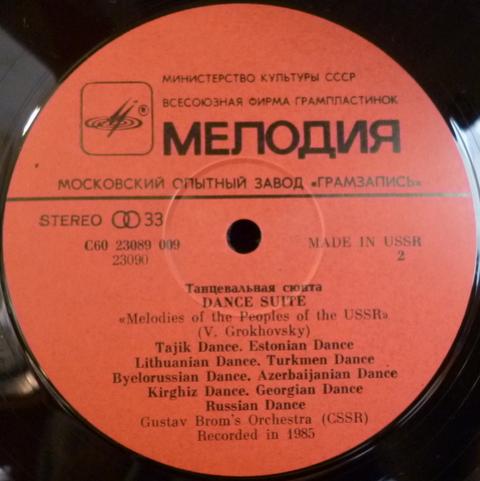 МИНИСТЕРСТВО КУЛЬТУРЫ СССР
®
ВСЕСОЮЗНАЯ ФИРМА ГРАМПЛАСТИНОК
МЕЛОДИЯ
МОСКОВСКИЙ ОПЫТНЫЙ ЗАВОД «ГРАМЗАПИСЬ»
STEREO 33
С60 23089 009 MADE IN USSR
23090 2
Танцевальная сюита
DANCE SUITE
«Melodies of the Peoples of the USSR»
(V. Grokhovsky)
Tajik Dance. Estonian Dance
Lithuanian Dance. Turkmen Dance
Byelorussian Dance. Azerbaijanian Dance
Kirghiz Dance. Georgian Dance
Russian Dance
Gustav Brom's Orchestra (CSSR)
Recorded in 1985